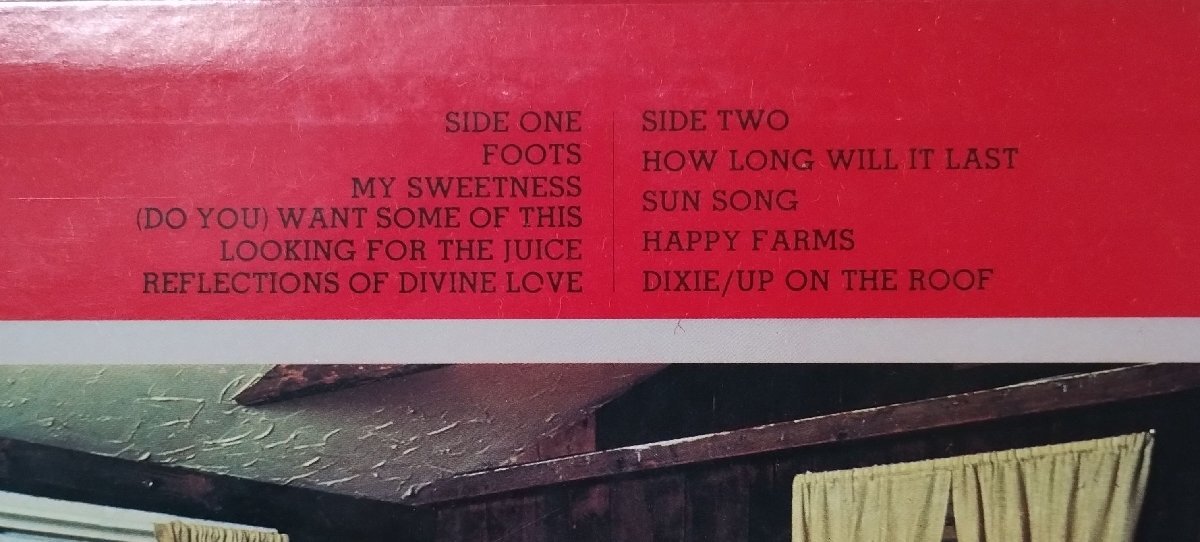 SIDE ONE
FOOTS
MY SWEETNESS
(DO YOU) WANT SOME OF THIS
LOOKING FOR THE JUICE
REFLECTIONS OF DIVINE LOVE
SIDE TWO
HOW LONG WILL IT LAST
SUN SONG
HAPPY FARMS
DIXIE/UP ON THE ROOF